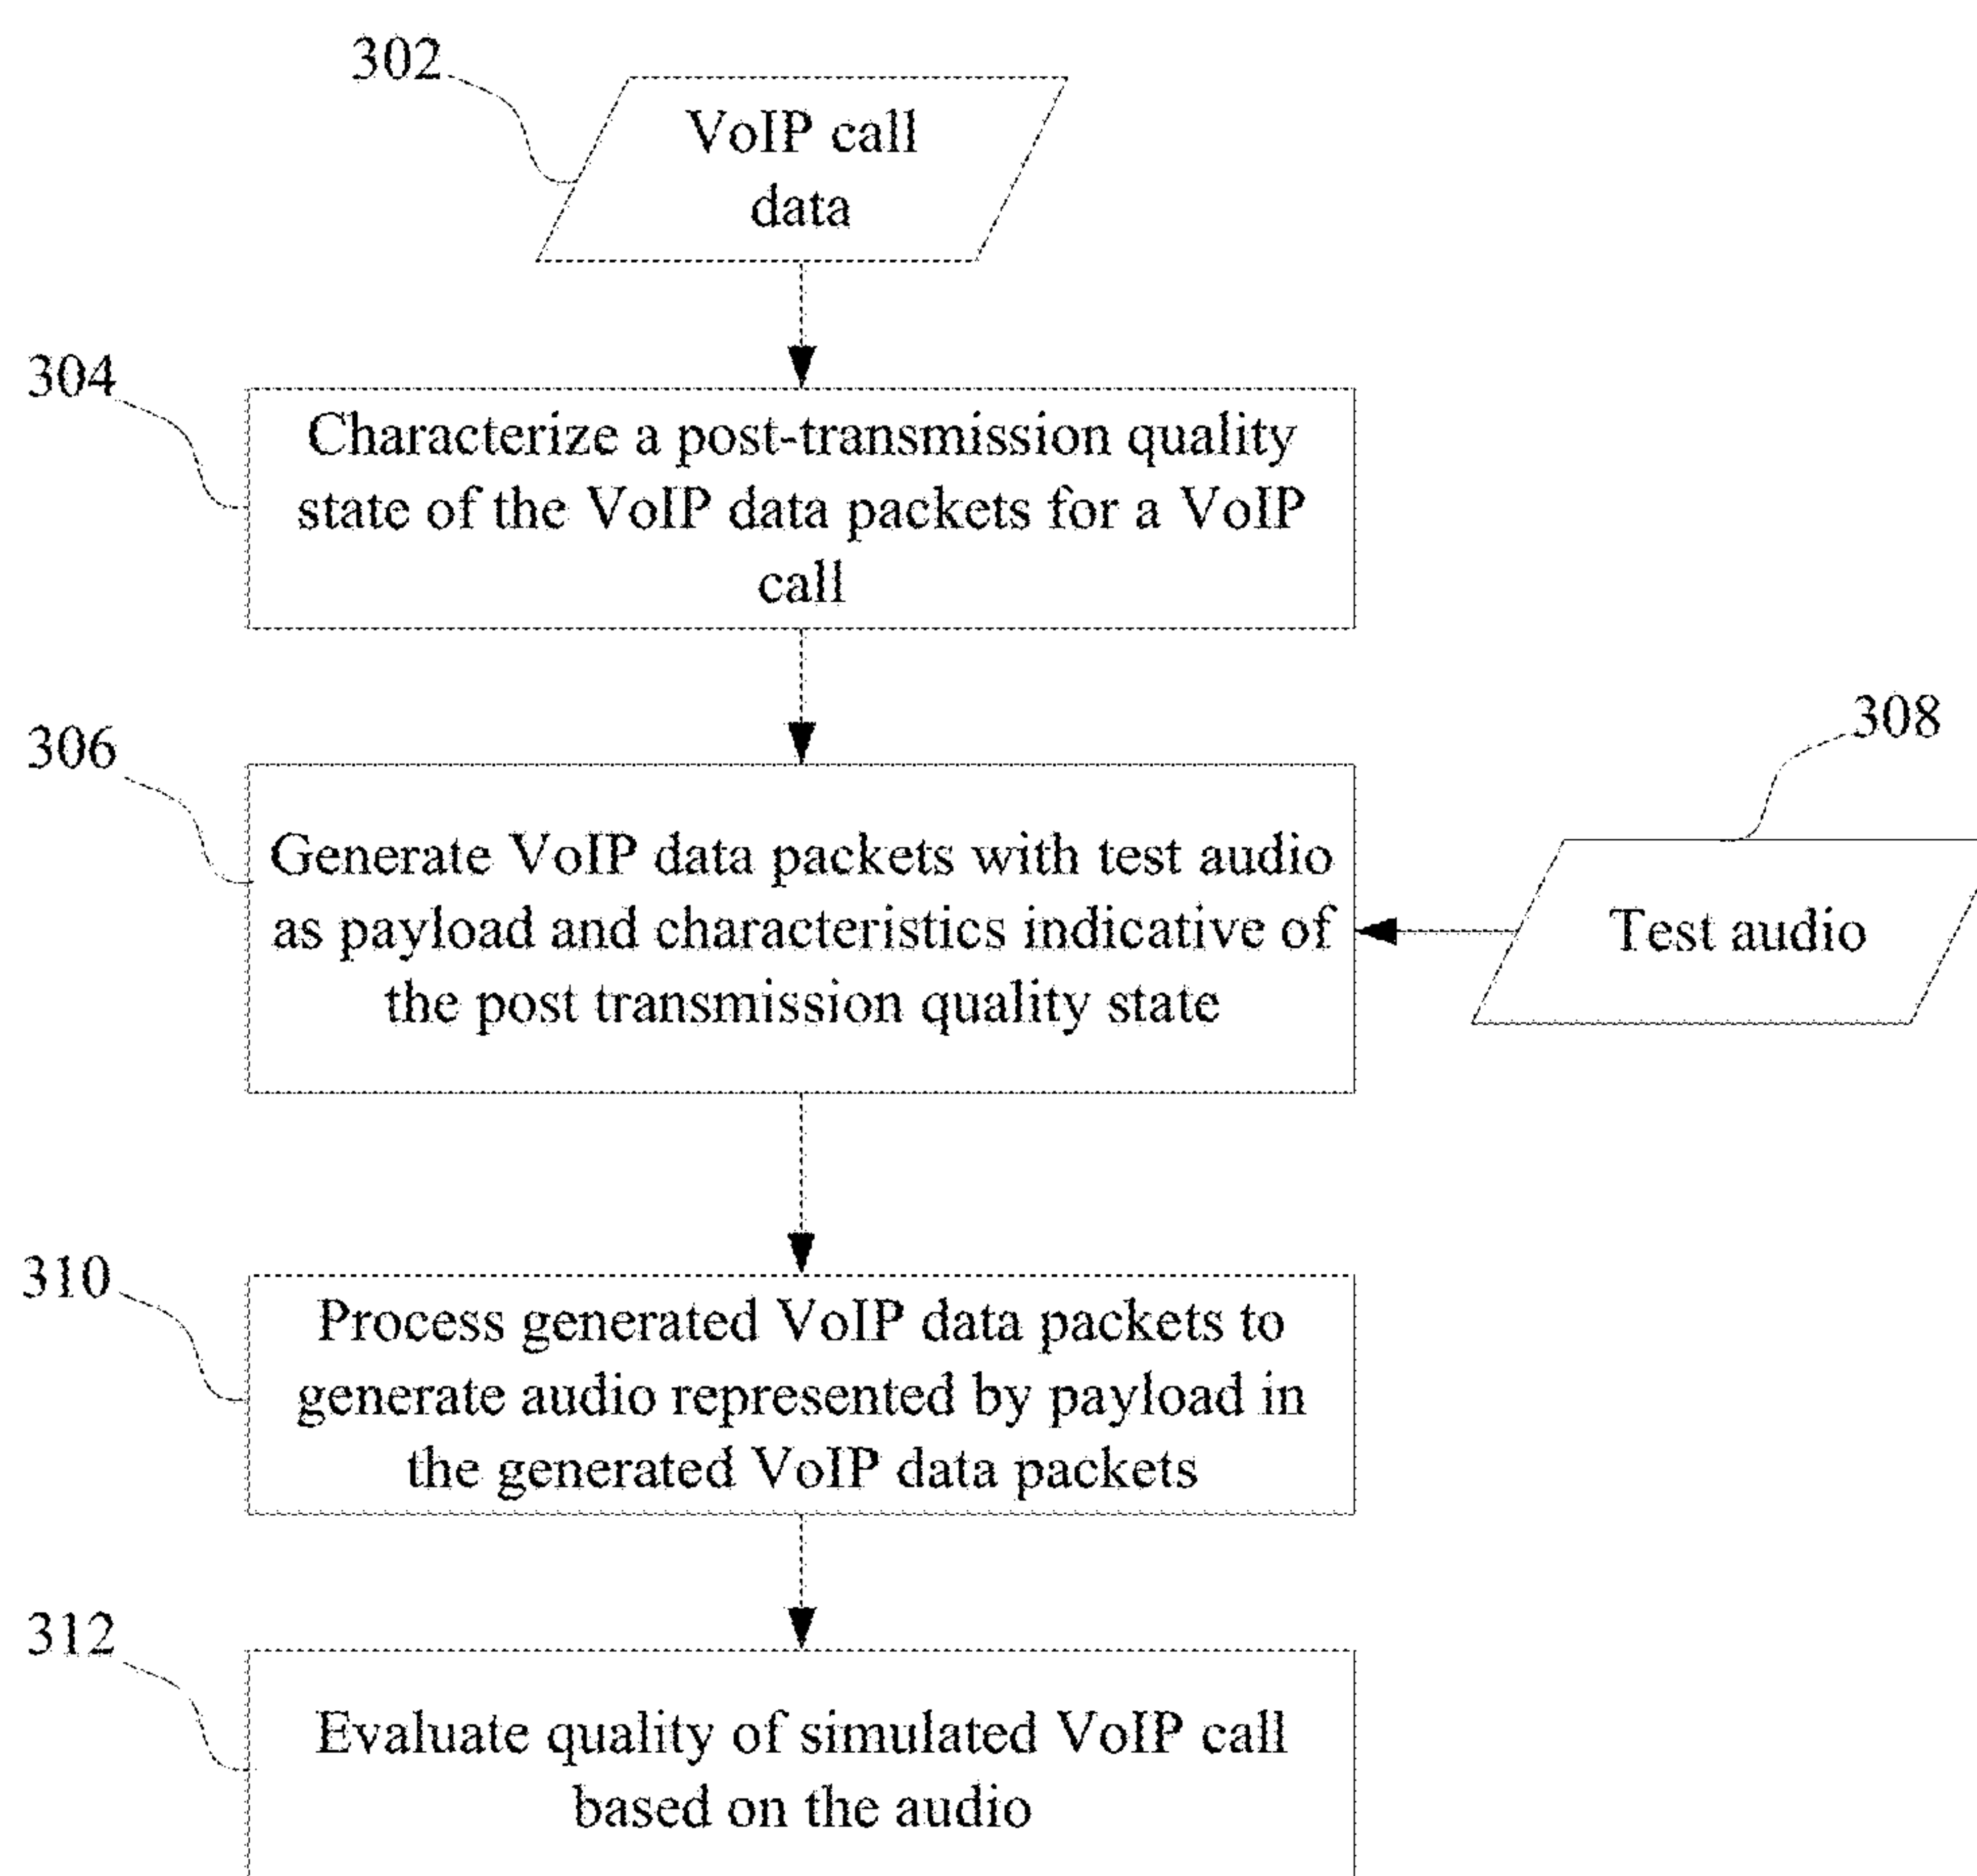 302
VoIP call
data
304
Characterize a post-transmission quality
state of the VoIP data packets for a VoIP
call
306
308
Generate VoIP data packets with test audio
as payload and characteristics indicative of
the post transmission quality state
Test audio
310
Process generated VoIP data packets to
generate audio represented by payload in
the generated VoIP data packets
312
Evaluate quality of simulated VoIP call
based on the audio